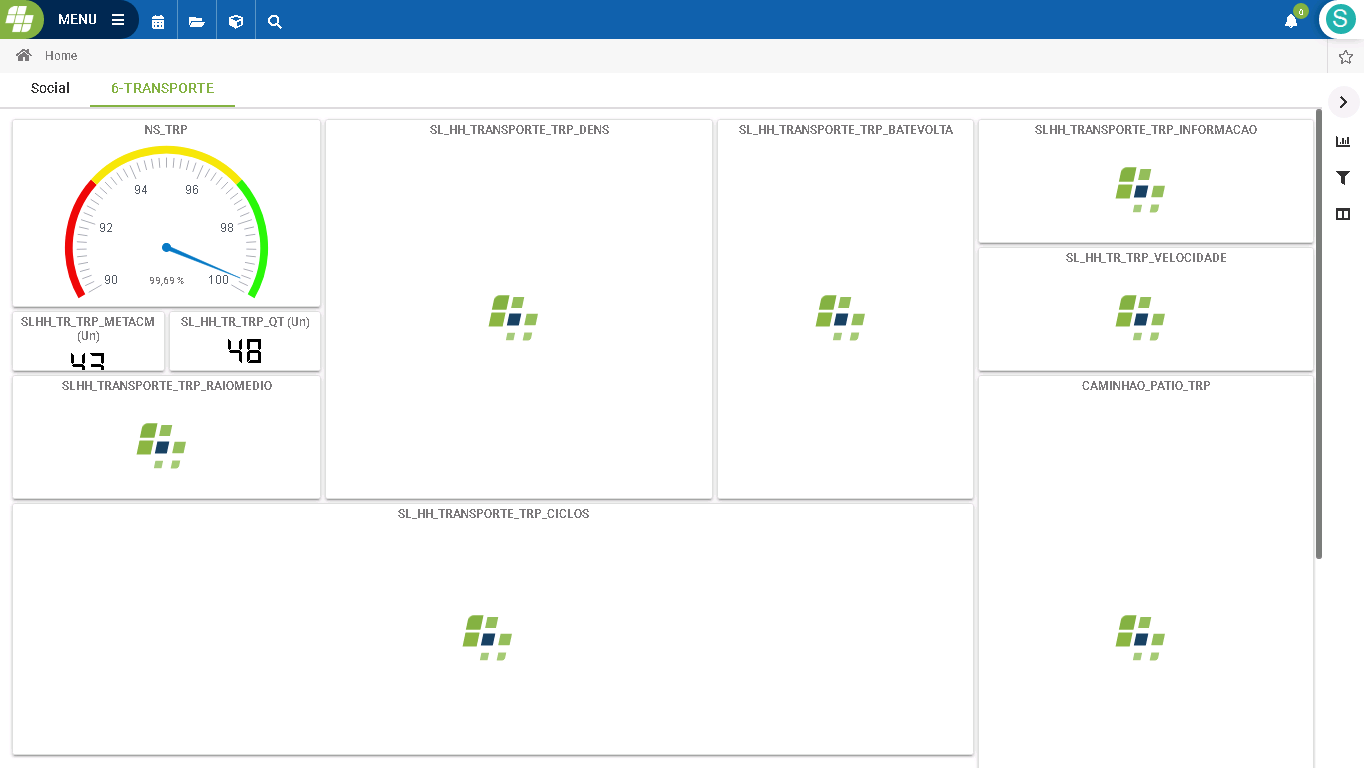 MENU
0
S
Home
Social
6-TRANSPORTE
NS_TRP
94
96
92
98
90
99,69 %
100
SL_HH_TRANSPORTE_TRP_DENS
SL_HH_TRANSPORTE_TRP_BATEVOLTA
SLHH_TRANSPORTE_TRP_INFORMACAO
SL_HH_TR_TRP_VELOCIDADE
SLHH_TR_TRP_METACM
(Un)
SL_HH_TR_TRP_QT (Un)
48
SLHH_TRANSPORTE_TRP_RAIOMEDIO
CAMINHAO_PATIO_TRP
SL_HH_TRANSPORTE_TRP_CICLOS